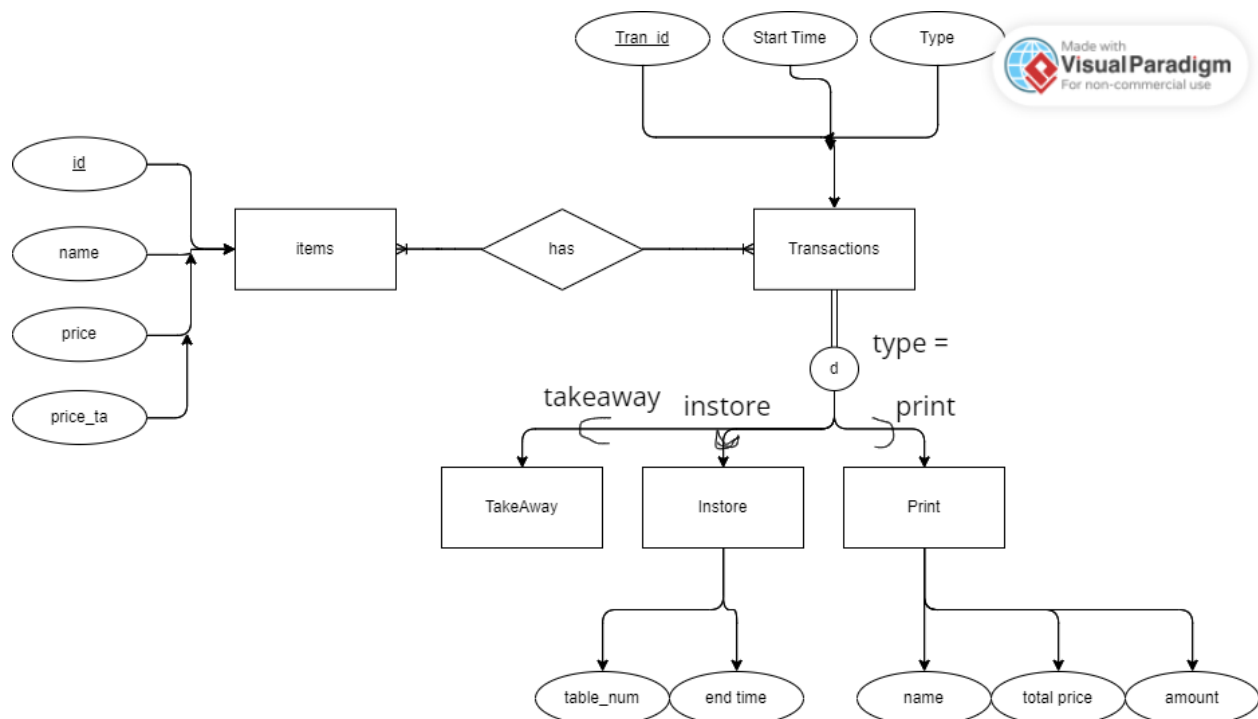 Tran_id
Start Time
Type
Made with
Visual Paradigm
For non-commercial use
id
name
price
price_ta
items
has
Transactions
type =
d
takeaway
instore
print
TakeAway
Instore
Print
table_num
end time
name
total price
amount